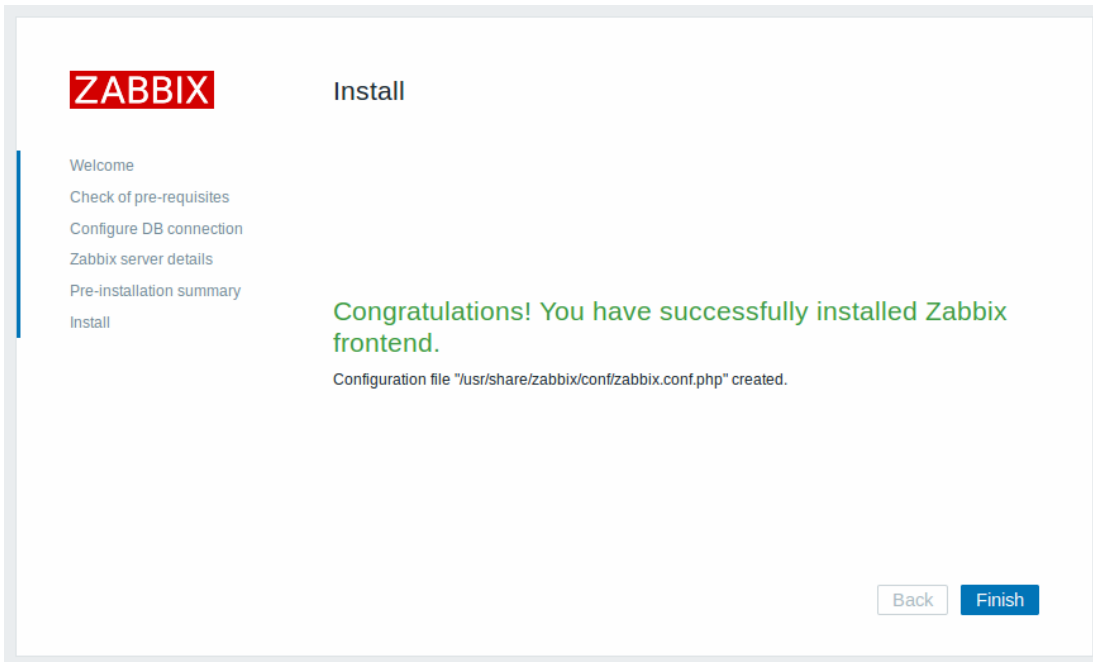 ZABBIX
Install
Welcome
Check of pre-requisites
Configure DB connection
Zabbix server details
Pre-installation summary
Install
Congratulations! You have successfully installed Zabbix
frontend.
Configuration file "/usr/share/zabbix/conf/zabbix.conf.php" created.
Back
Finish